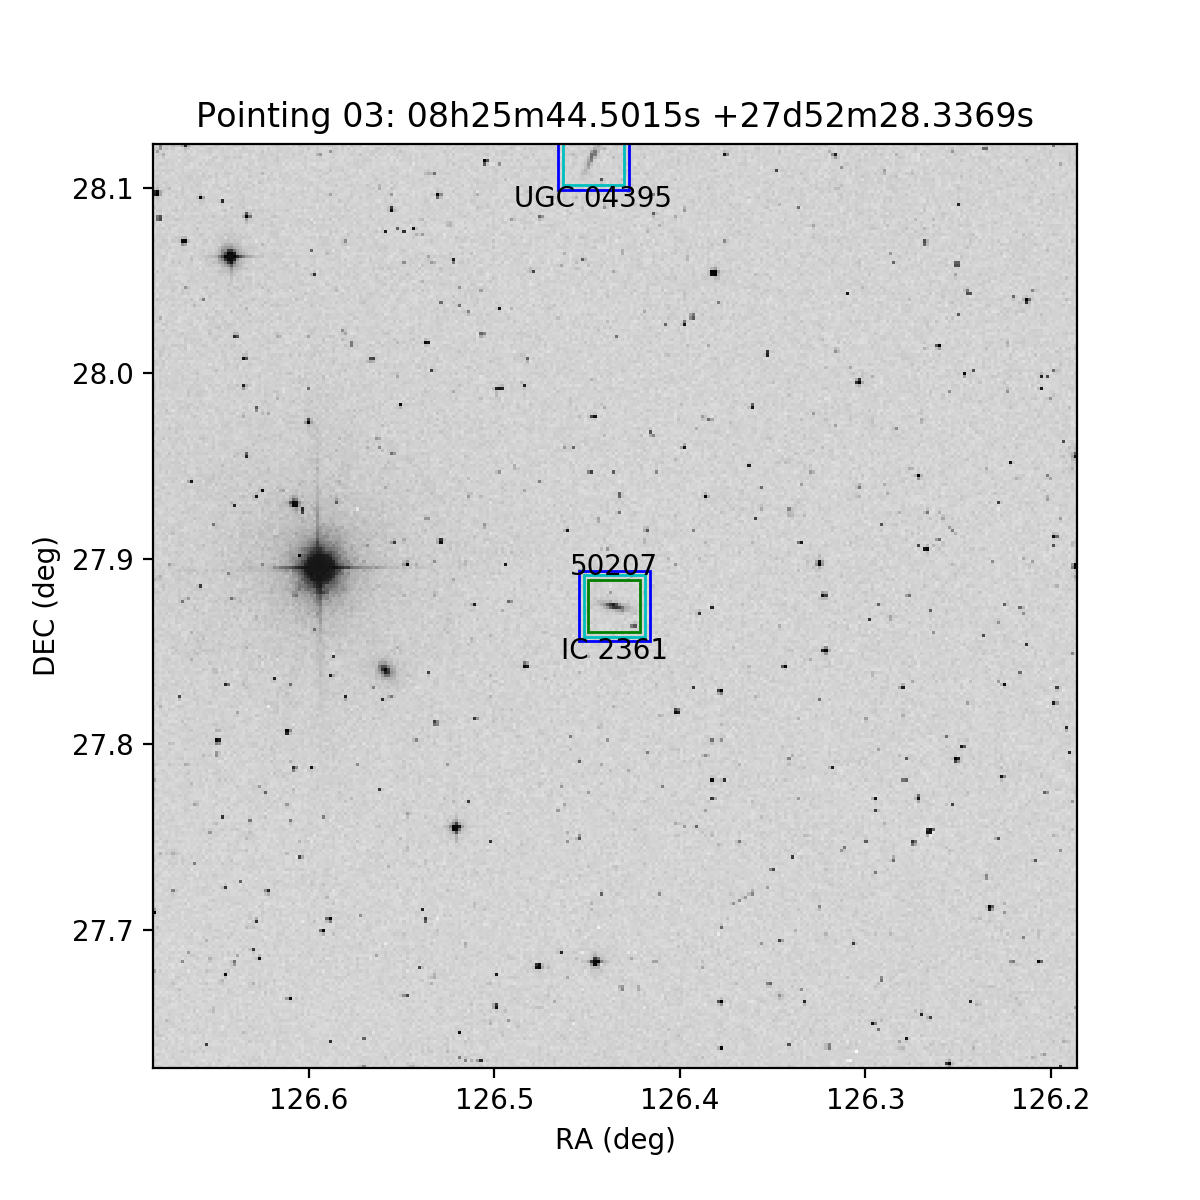 Pointing 03: 08h25m44.5015s +27d52m28.3369s
28.1
UGC 04395
28.0
27.9
50207
IC 2361
27.8
27.7
DEC (deg)
126.6 126.5 126.4 126.3 126.2
RA (deg)